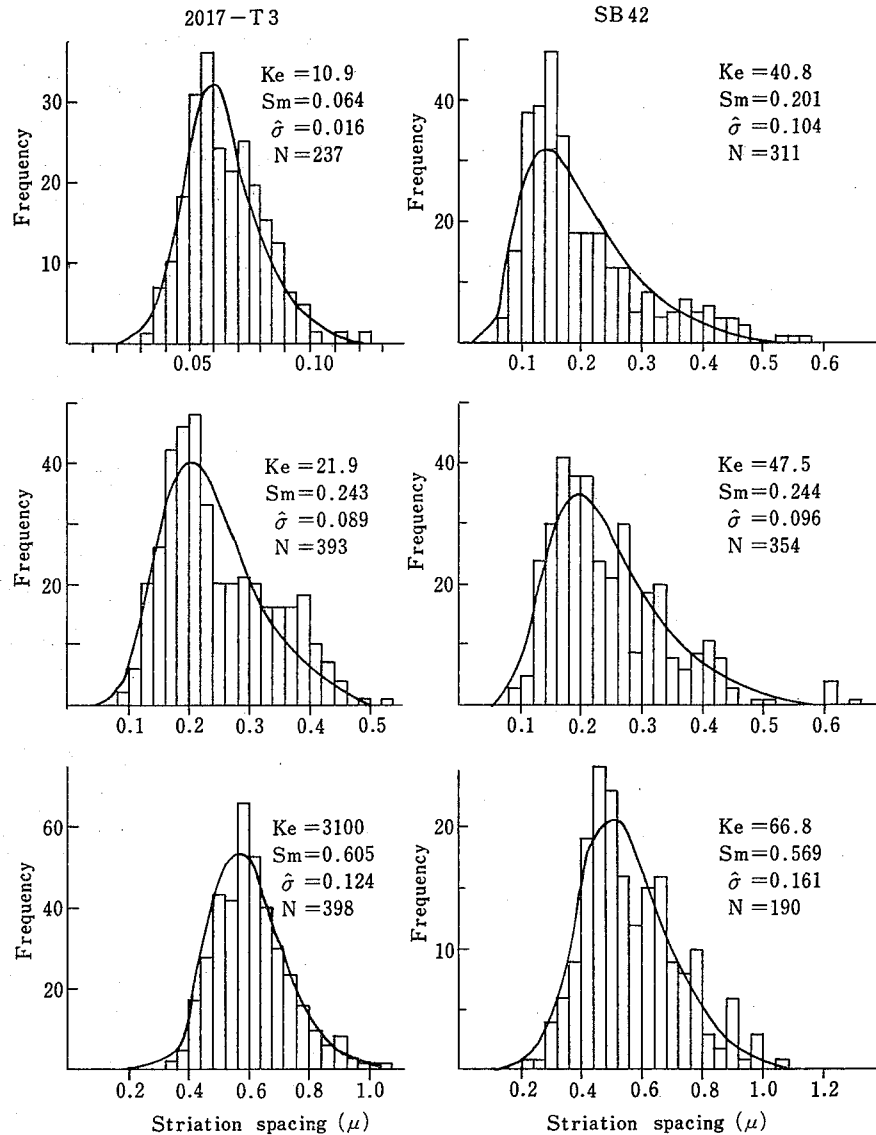 2017-T3
SB42
Frequency
30
20
10
0.05 0.10
Ke=10.9
Sm=0.064
σ̂=0.016
N=237
Frequency
40
20
0.1 0.2 0.3 0.4 0.6
Ke=40.8
Sm=0.201
σ̂=0.104
N=311
Frequency
40
20
0.1 0.2 0.3 0.5
Ke=21.9
Sm=0.243
σ̂=0.089
N=393
Frequency
40
20
0.1 0.2 0.3 0.4 0.5 0.6
Ke=47.5
Sm=0.244
σ̂=0.096
N=354
Frequency
60
40
20
0.2 0.4 0.6 0.8 1.0
Striation spacing (μ)
Ke=3100
Sm=0.605
σ̂=0.124
N=398
Frequency
20
10
0.2 0.4 0.6 0.8 1.0 1.2
Striation spacing (μ)
Ke=66.8
Sm=0.569
σ̂=0.161
N=190